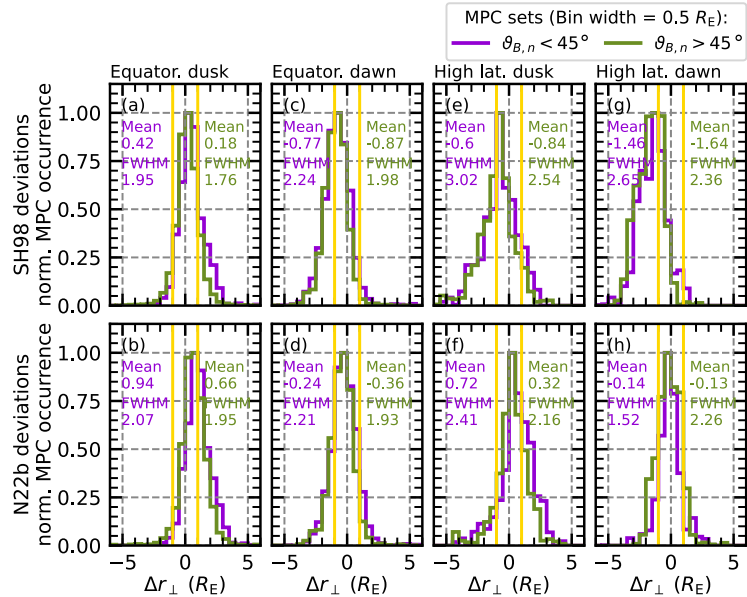 MPC sets (Bin width = 0.5 R_E):
ϑ_{B,n} < 45° ϑ_{B,n} > 45°
Equator. dusk Equator. dawn High lat. dusk High lat. dawn
SH98 deviations
norm. MPC occurrence
1.00
0.75
0.50
0.25
0.00
(a)
Mean
0.42
FWHM
1.95
Mean
0.18
FWHM
1.76
(c)
Mean
-0.77
FWHM
2.24
Mean
-0.87
FWHM
1.98
(e)
Mean
-0.6
FWHM
3.02
Mean
-0.84
FWHM
2.54
(g)
Mean
-1.46
FWHM
Mean
-1.64
FWHM
2.36
N22b deviations
norm. MPC occurrence
1.00
0.75
0.50
0.25
0.00
(b)
Mean
0.94
FWHM
2.07
Mean
0.66
FWHM
1.95
(d)
Mean
-0.24
FWHM
2.21
Mean
-0.36
FWHM
1.93
(f)
Mean
0.72
FWHM
2.41
Mean
0.32
FWHM
2.16
(h)
Mean
-0.14
FWHM
1.52
Mean
-0.13
FWHM
2.26
−5 0 5 −5 0 5 −5 0 5 −5 0 5
Δr⊥ (R_E) Δr⊥ (R_E) Δr⊥ (R_E) Δr⊥ (R_E)